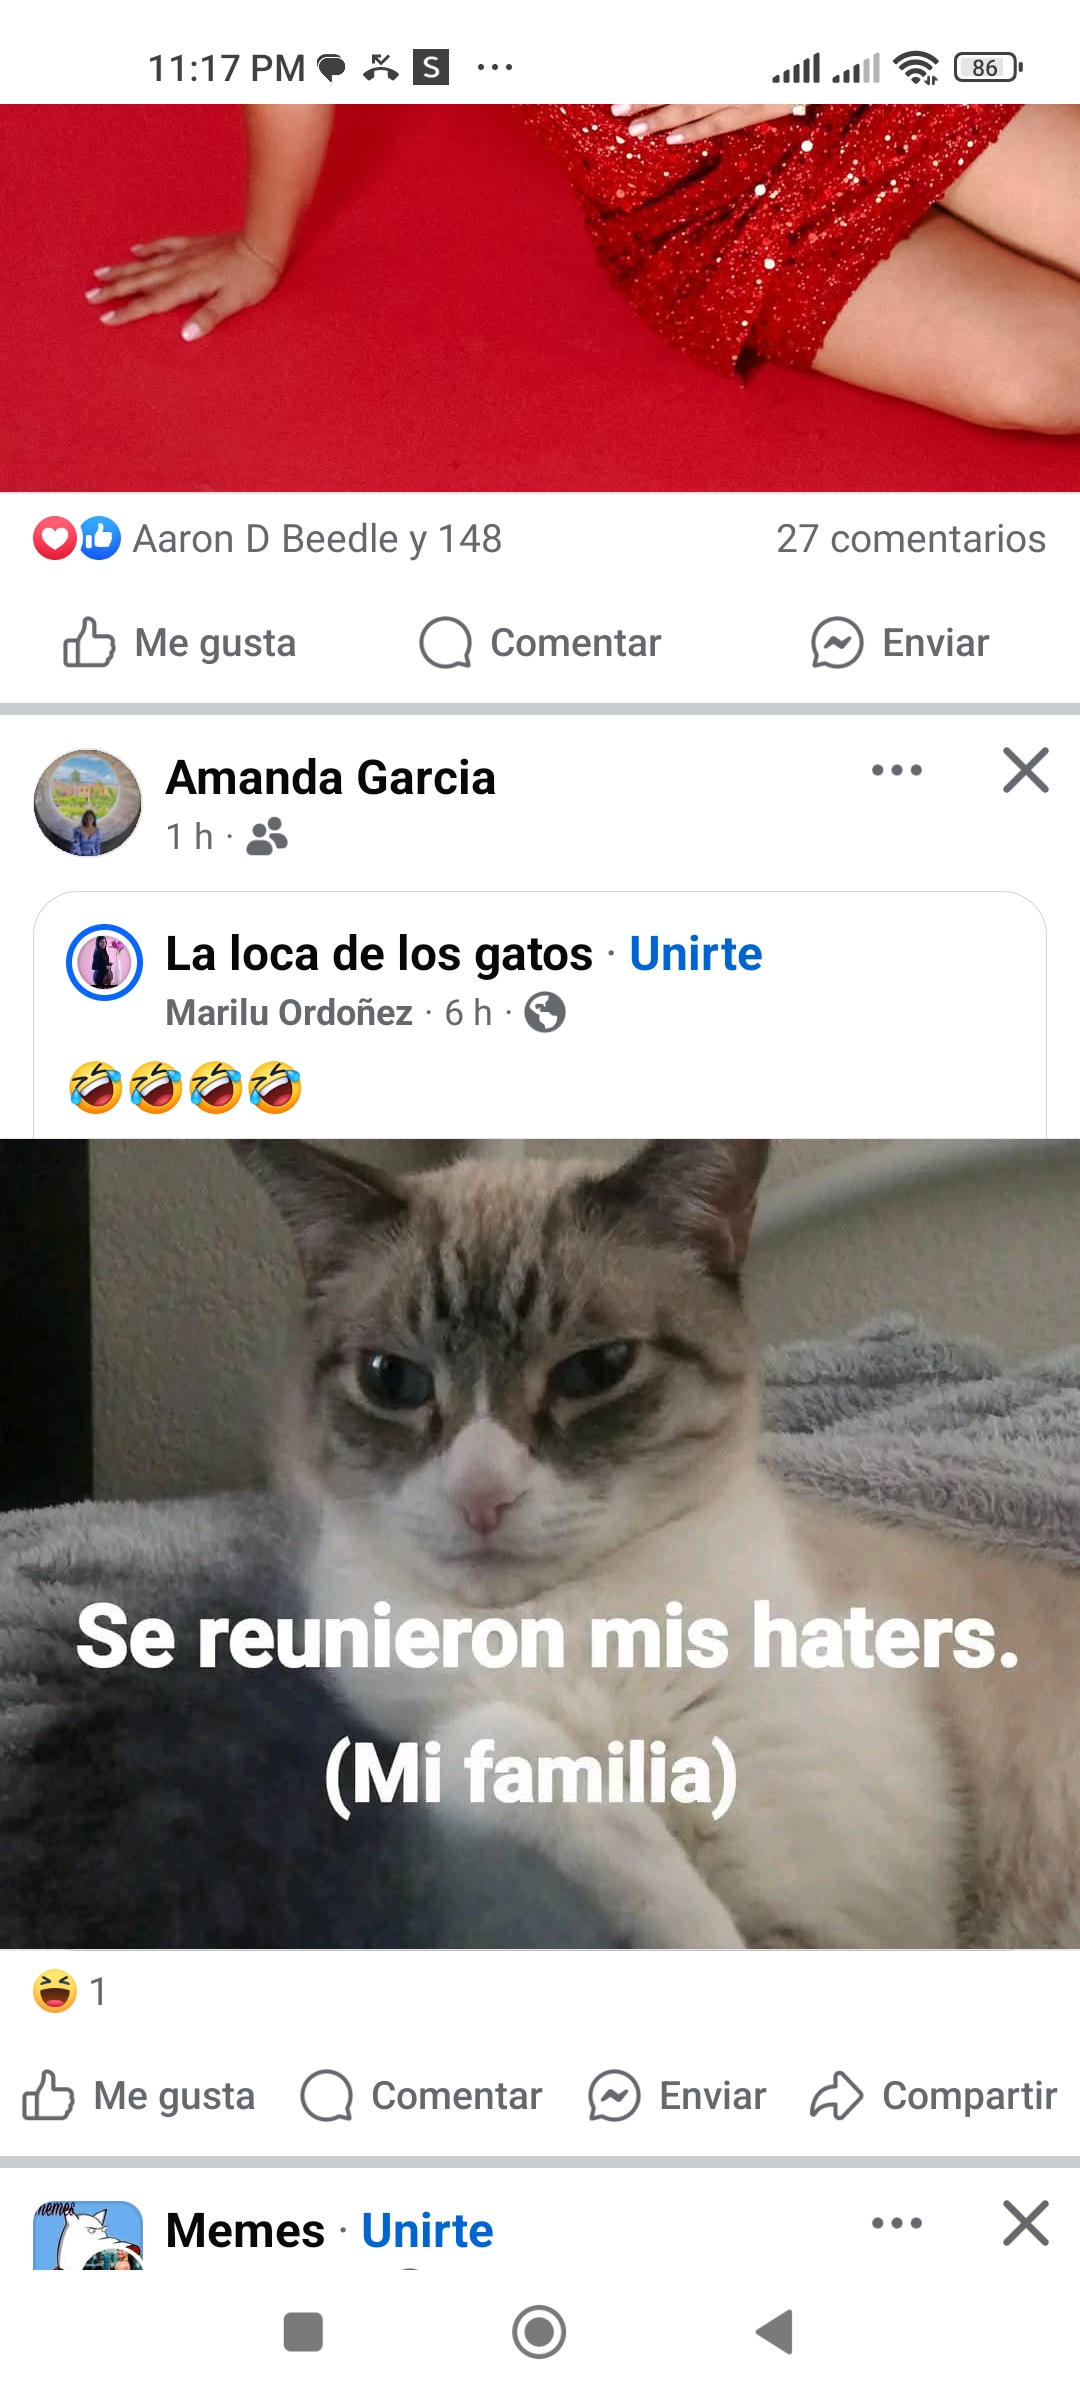 11:17 PM S ...
86
Aaron D Beedle y 148 27 comentarios
Me gusta Comentar Enviar
Amanda Garcia
1 h ·
La loca de los gatos · Unirte
Marilu Ordoñez · 6 h ·
🤣🤣🤣🤣
Se reunieron mis haters.
(Mi familia)
1
Me gusta Comentar Enviar Compartir
memes
Memes · Unirte